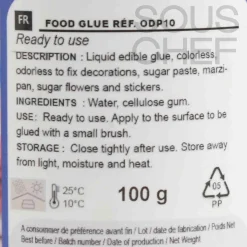 SOUS
CHEF
FR FOOD GLUE RÉF. ODP10
Ready to use
DESCRIPTION : Liquid edible glue, colorless,
odorless to fix decorations, sugar paste, marzi-
pan, sugar flowers and stickers.
INGREDIENTS : Water, cellulose gum.
USE: Ready to use. Apply to the surface to be
glued with a small brush.
STORAGE : Close tightly after use. Store away
from light, moisture and heat.
25°C
10°C
100 g
05
PP
A consommer de préférence avant fin / Lot / date de fabrication / Poids Net
Best before / Batch number / Date of production / Net Weight